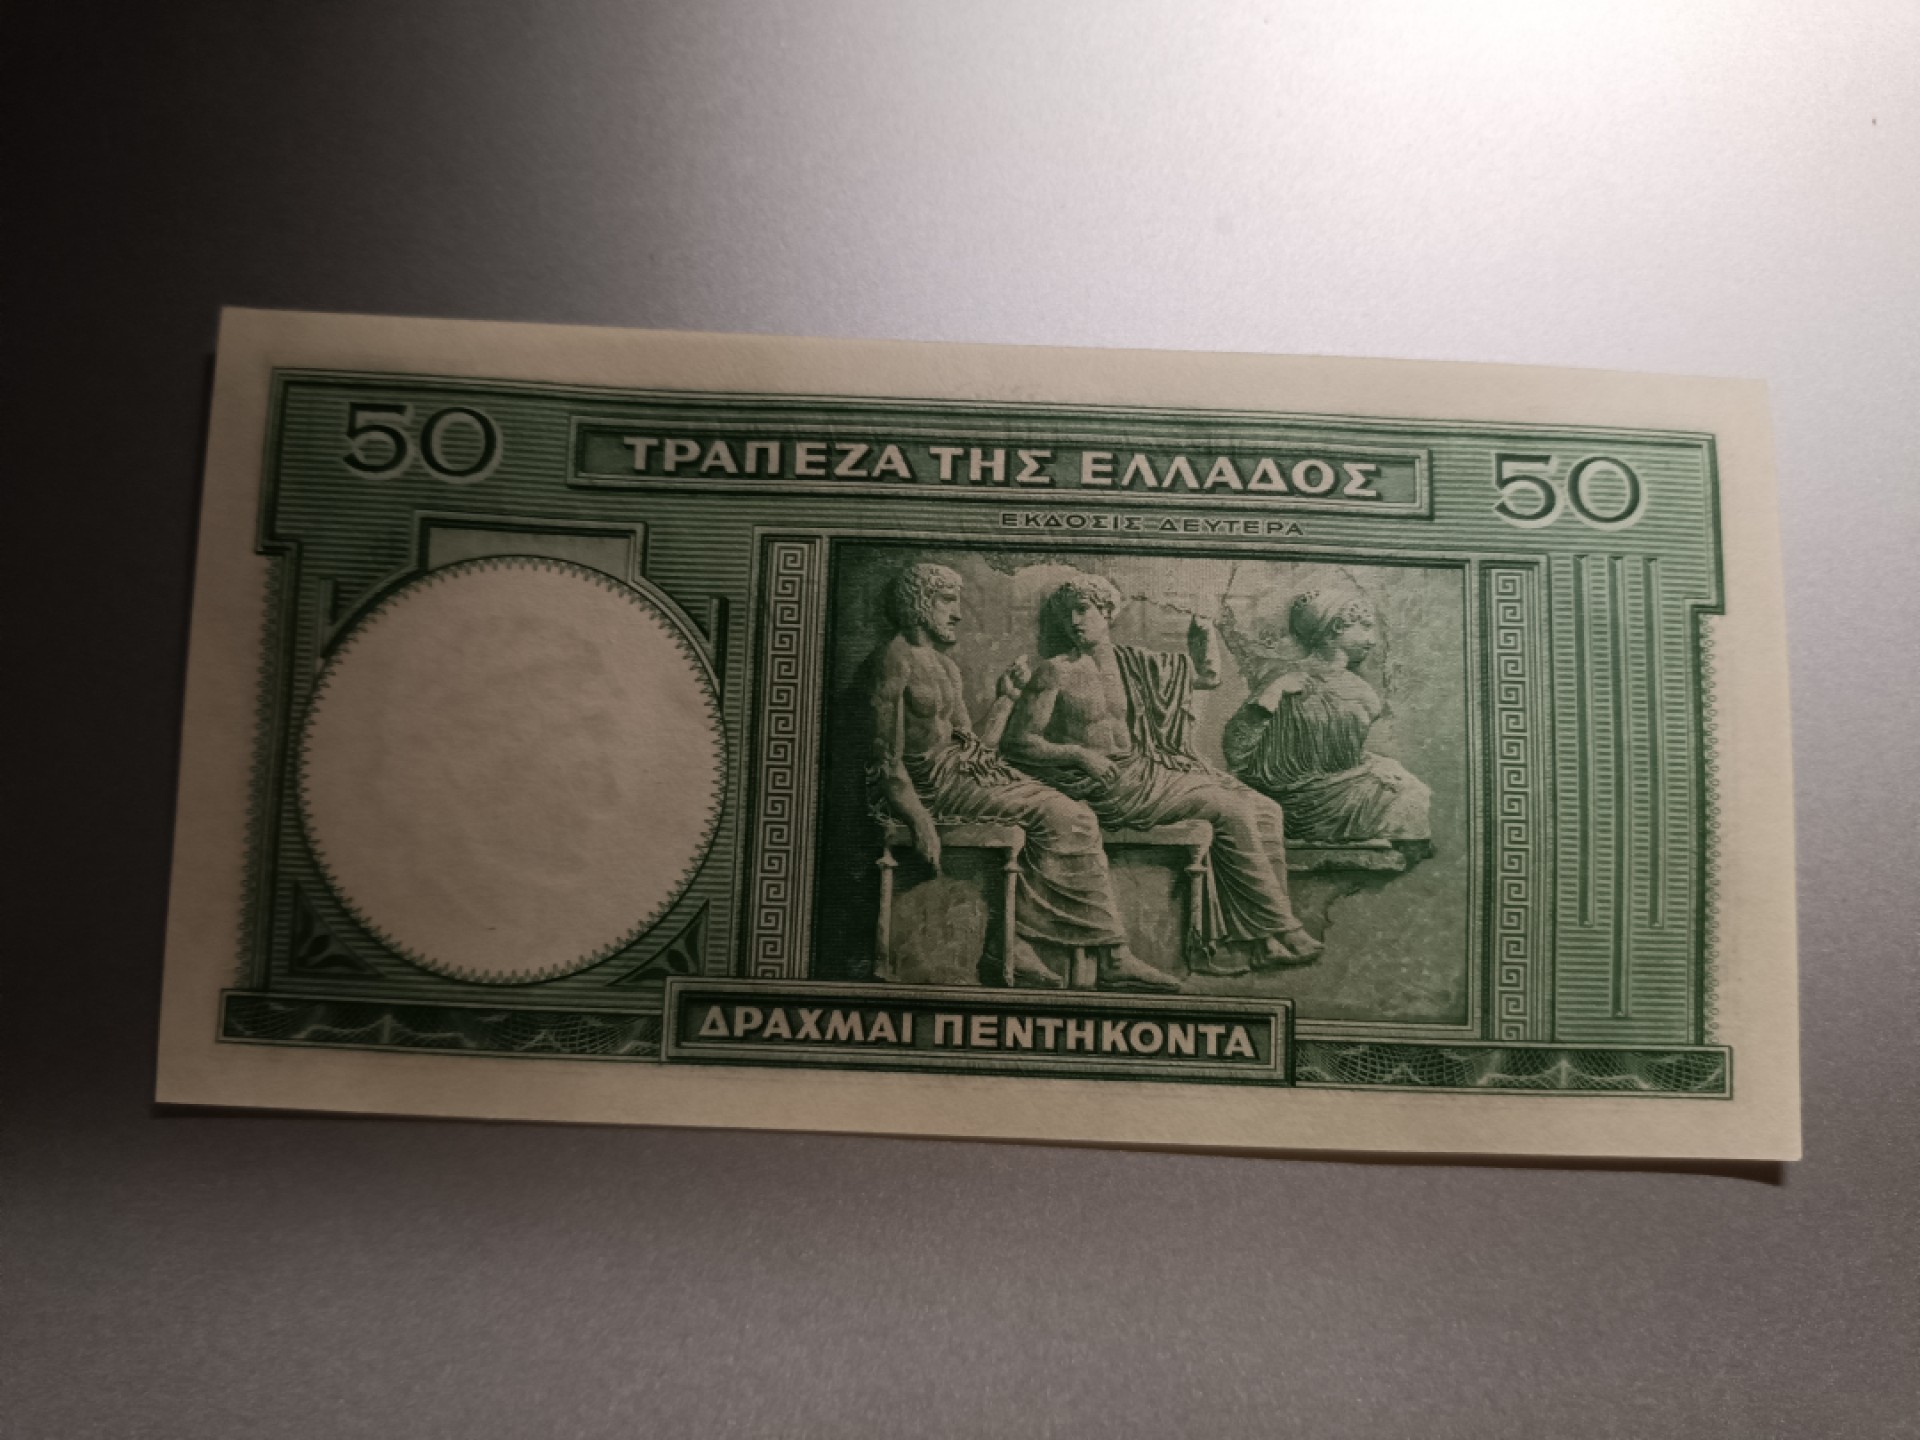 50
ΤΡΑΠΕΖΑ ΤΗΣ ΕΛΛΑΔΟΣ
50
ΕΚΔΟΣΙΣ ΔΕΥΤΕΡΑ
ΔΡΑΧΜΑΙ ΠΕΝΤΗΚΟΝΤΑ